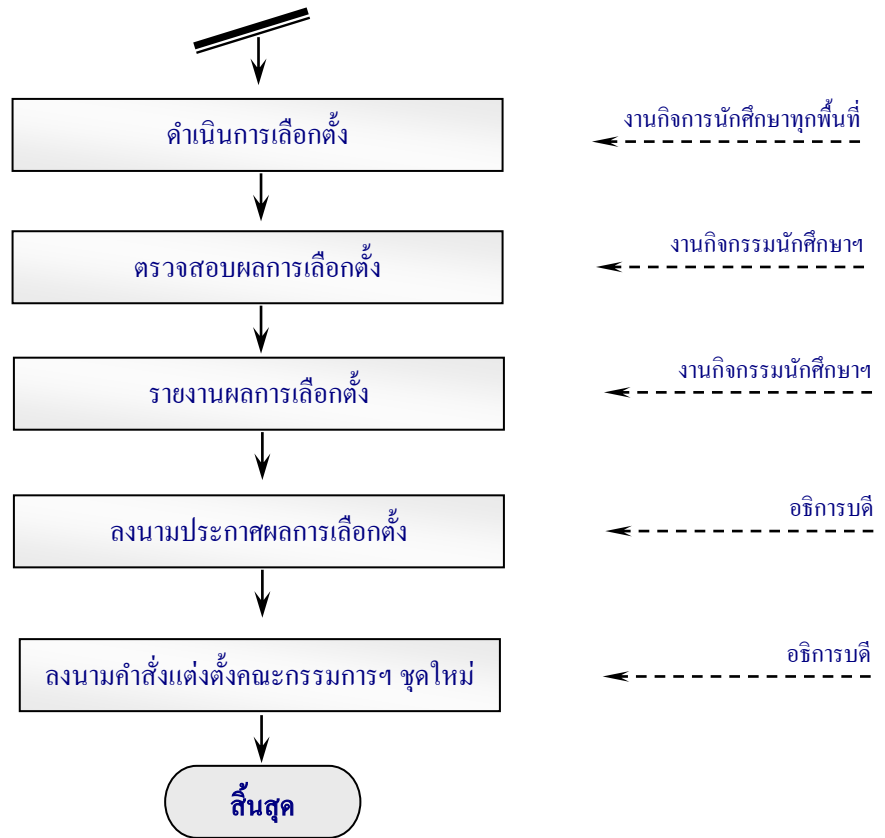 ดำเนินการเลือกตั้ง
งานกิจการนักศึกษาทุกพื้นที่
ตรวจสอบผลการเลือกตั้ง
งานกิจกรรมนักศึกษาฯ
รายงานผลการเลือกตั้ง
งานกิจกรรมนักศึกษาฯ
ลงนามประกาศผลการเลือกตั้ง
อธิการบดี
ลงนามคำสั่งแต่งตั้งคณะกรรมการฯ ชุดใหม่
อธิการบดี
สิ้นสุด